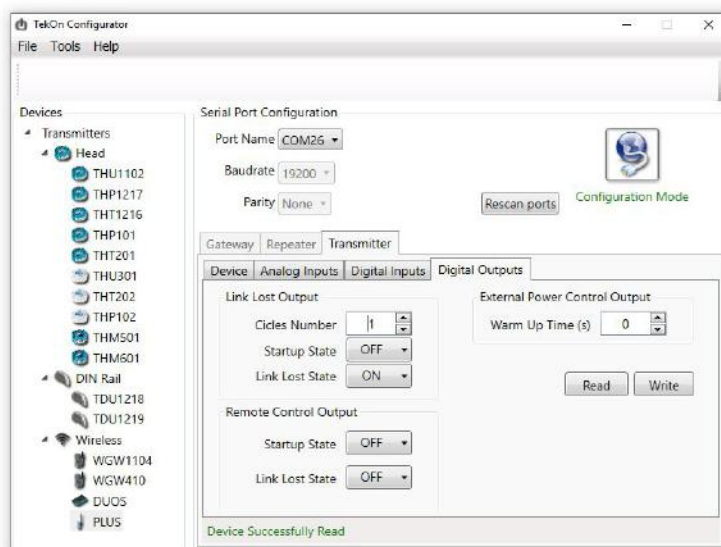 TekOn Configurator
File Tools Help
Devices
Transmitters
Head
THU1102
THP1217
THT1216
THP101
THT201
THU301
THT202
THP102
THM501
THM601
DIN Rail
TDU1218
TDU1219
Wireless
WGW1104
WGW410
DUOS
PLUS
Serial Port Configuration
Port Name COM26
Baudrate 19200
Parity None
Rescan ports
Configuration Mode
Gateway Repeater Transmitter
Device Analog Inputs Digital Inputs Digital Outputs
Link Lost Output
Cicles Number 1
Startup State OFF
Link Lost State ON
Remote Control Output
Startup State OFF
Link Lost State OFF
External Power Control Output
Warm Up Time (s) 0
Read Write
Device Successfully Read